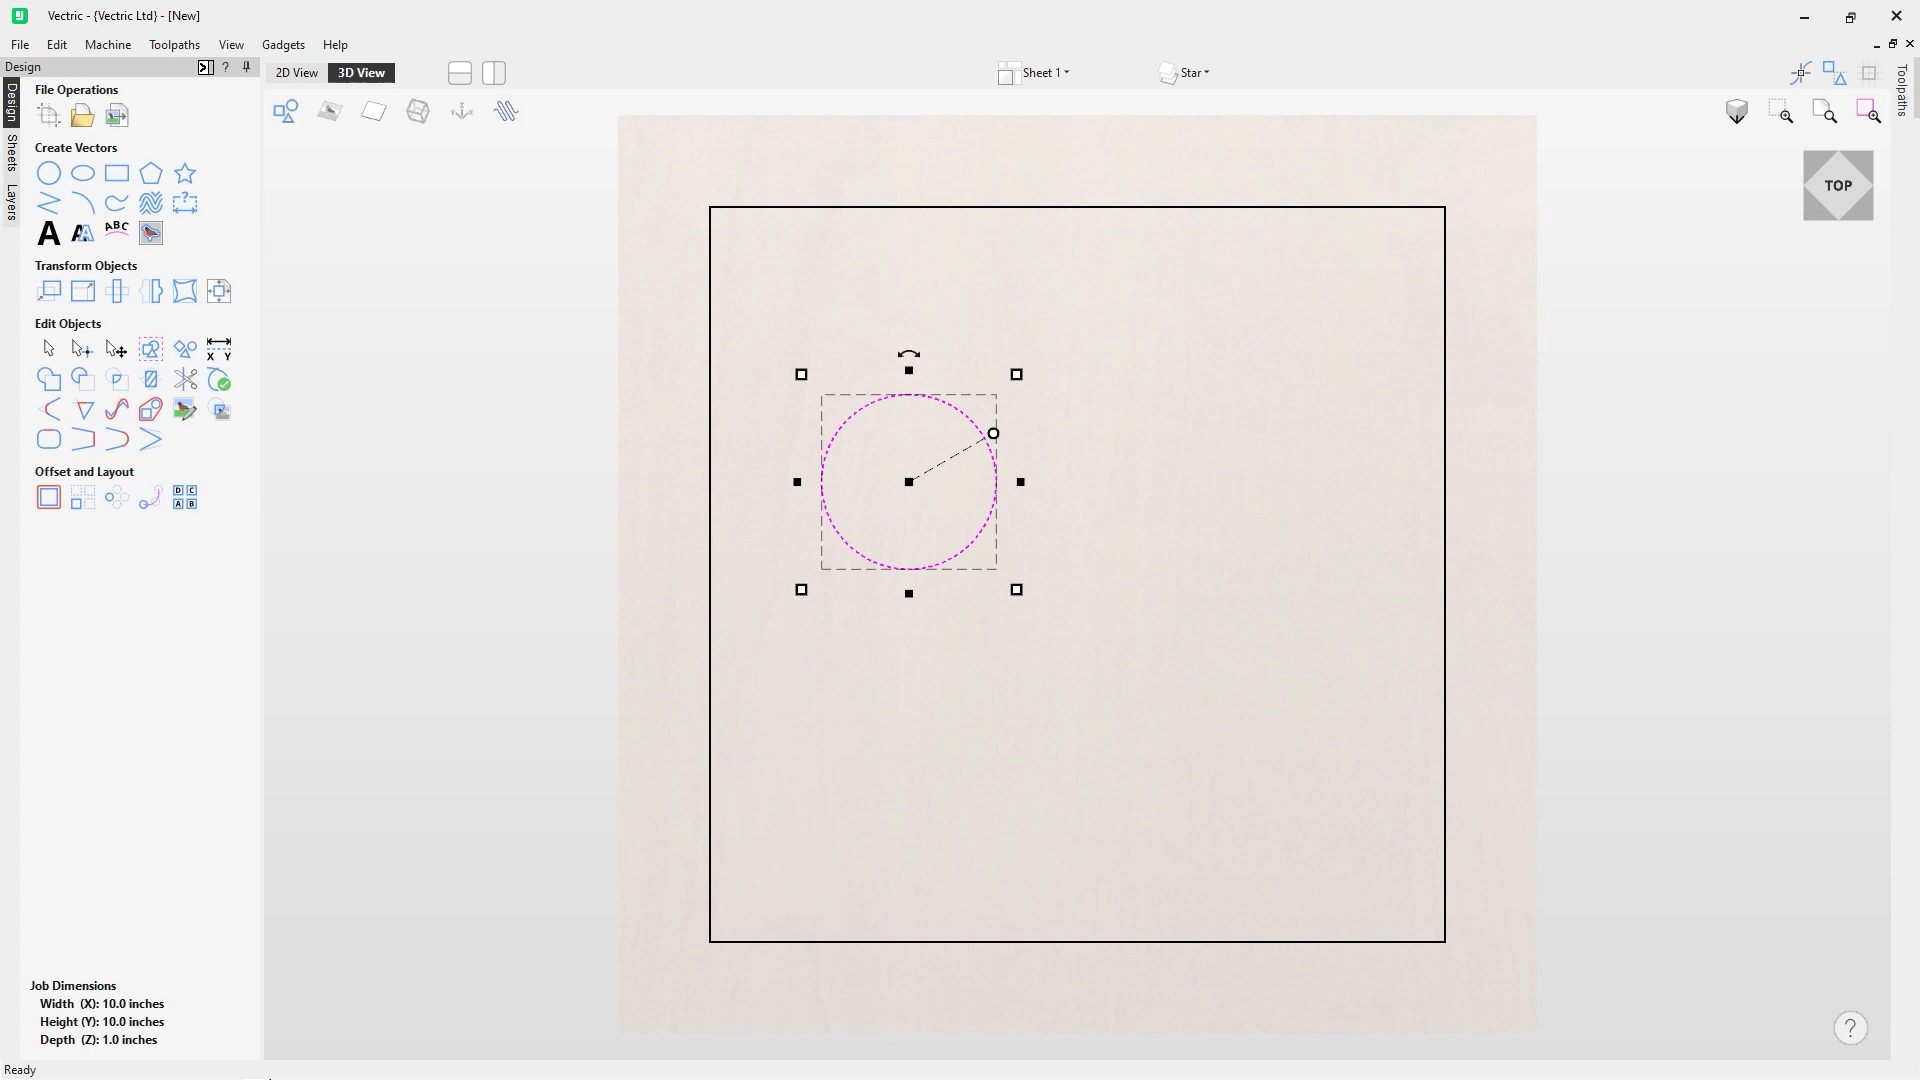 Vectric - {Vectric Ltd} - [New]
File Edit Machine Toolpaths View Gadgets Help
Design
2D View 3D View Sheet 1 Star
Design
Sheets
Layers
Toolpaths
File Operations
Create Vectors
A A A ABC
Transform Objects
Edit Objects
X Y
Offset and Layout
D C
A B
TOP
Job Dimensions
Width (X): 10.0 inches
Height (Y): 10.0 inches
Depth (Z): 1.0 inches
Ready